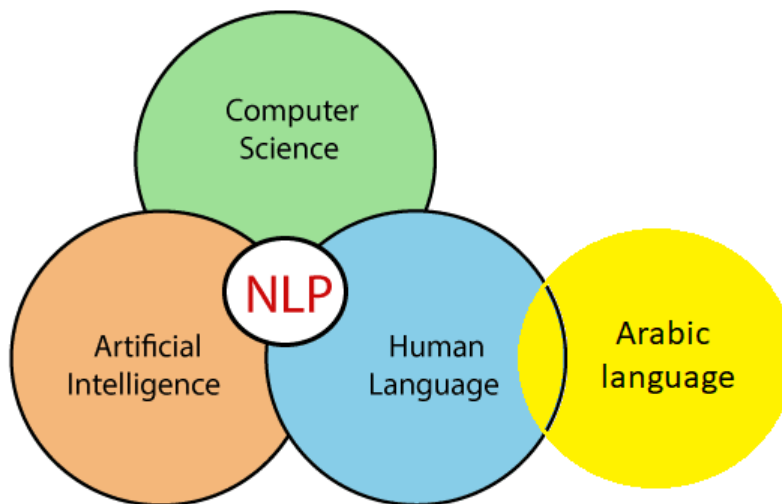 Computer
Science
NLP
Artificial
Intelligence
Human
Language
Arabic
language